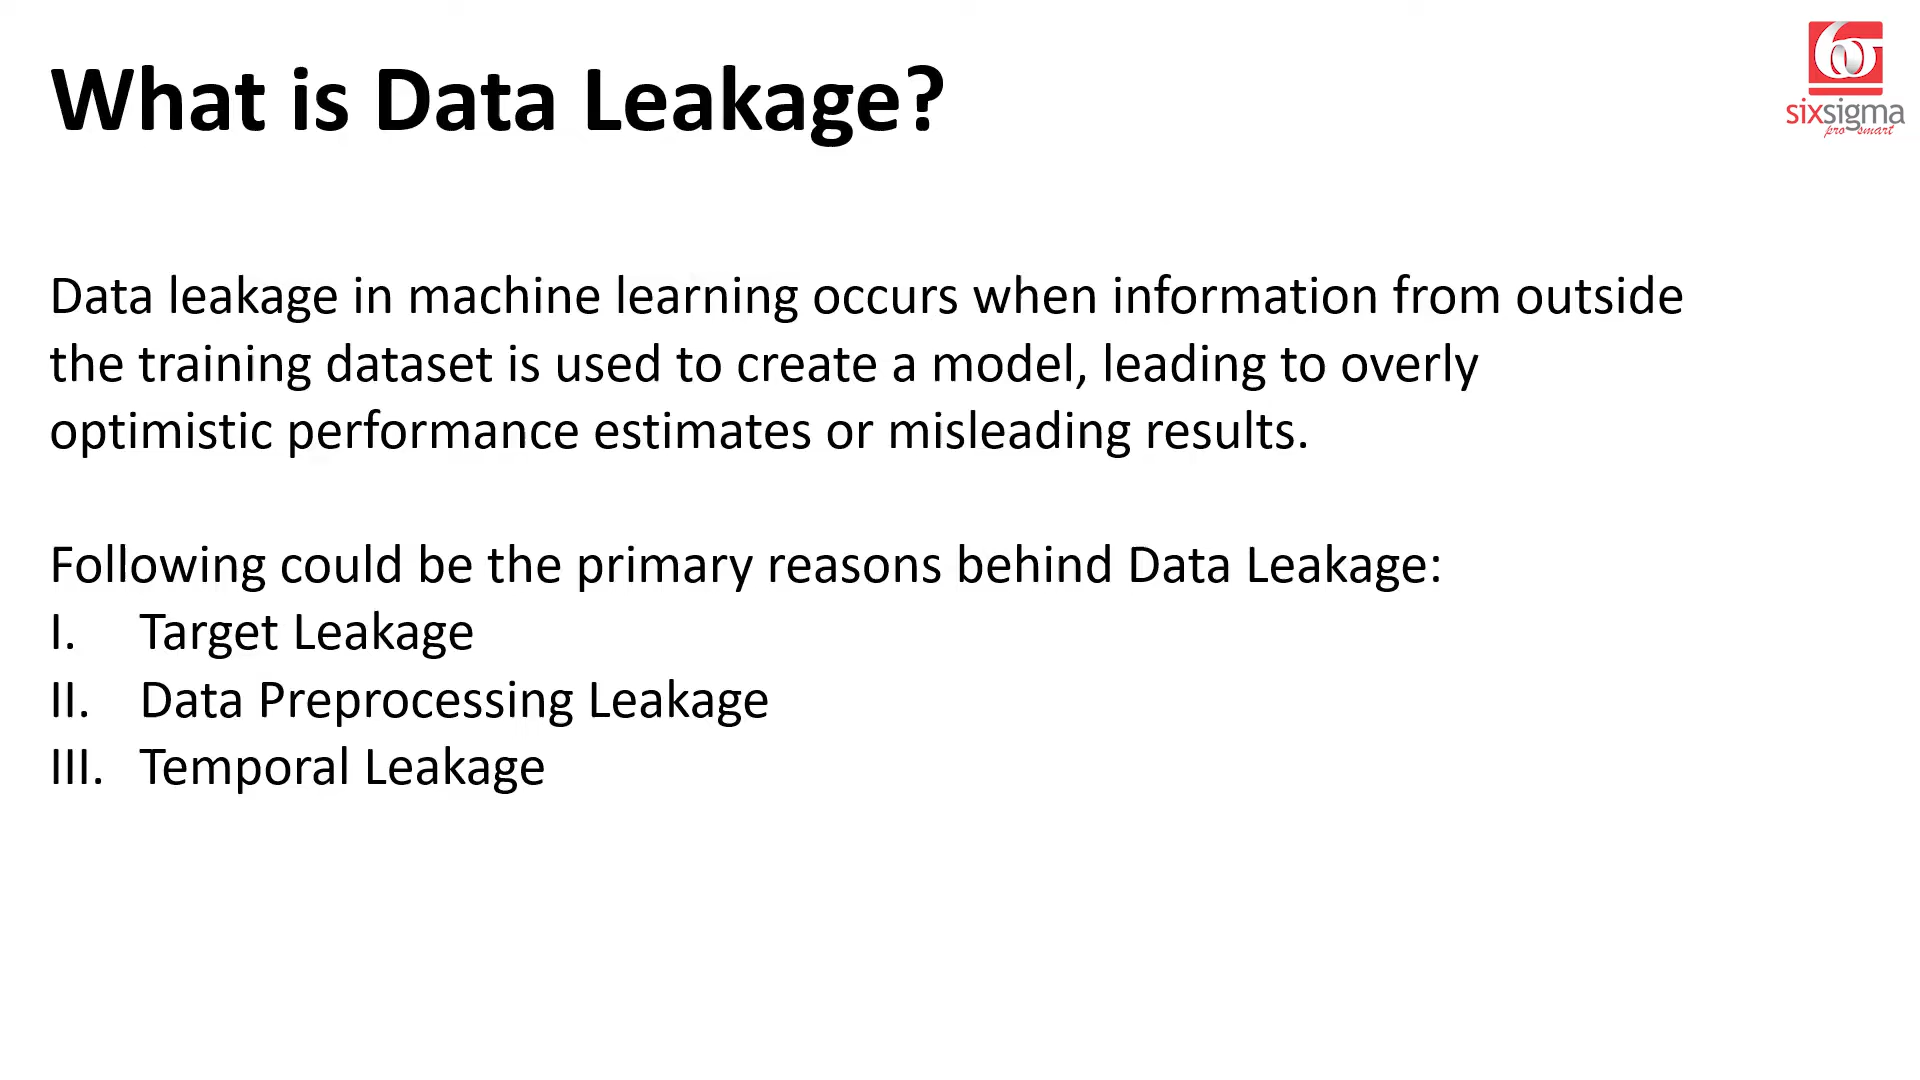 What is Data Leakage?
6σ
sixsigma
pro smart
Data leakage in machine learning occurs when information from outside
the training dataset is used to create a model, leading to overly
optimistic performance estimates or misleading results.
Following could be the primary reasons behind Data Leakage:
I. Target Leakage
II. Data Preprocessing Leakage
III. Temporal Leakage